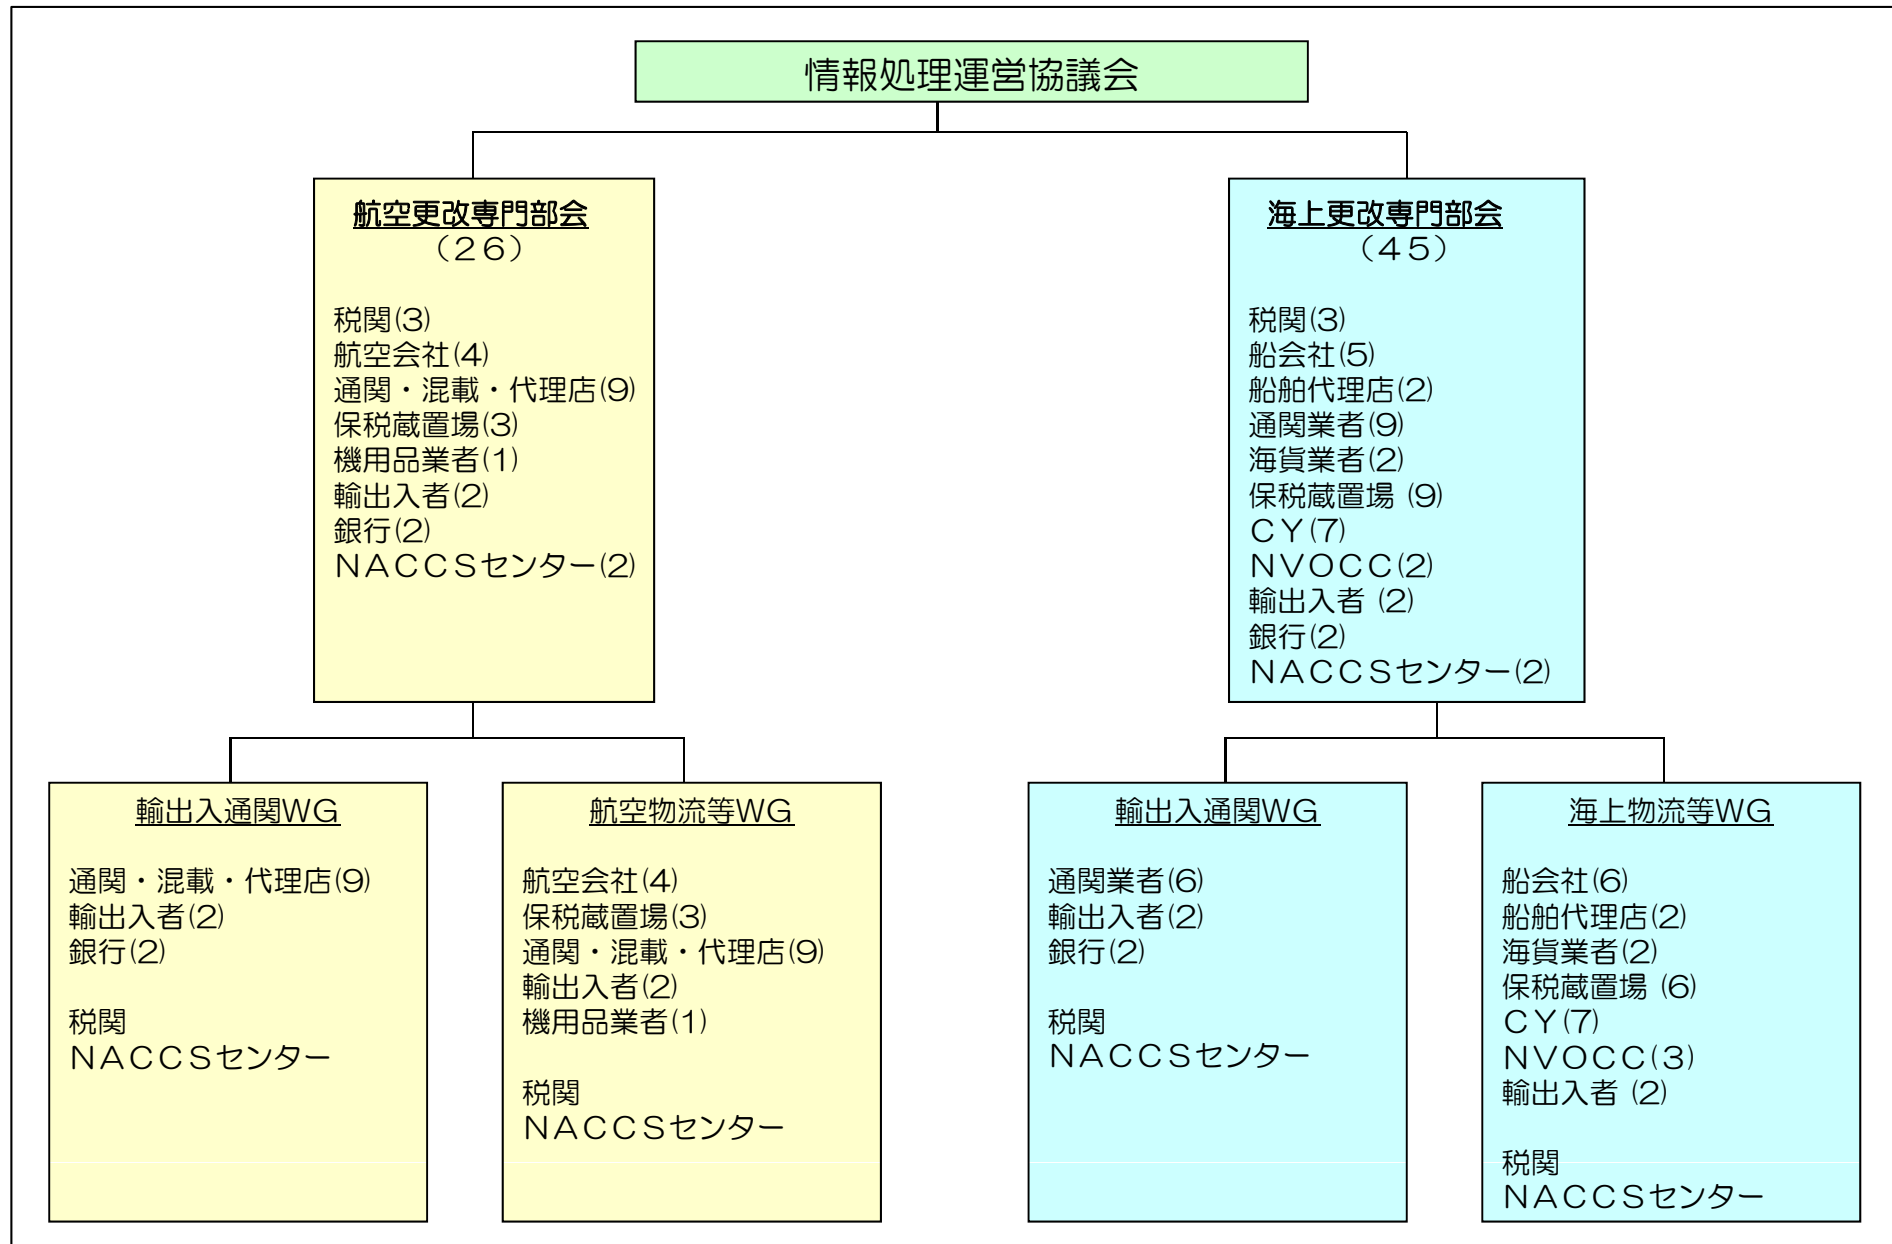 情報処理運営協議会
航空更改専門部会
（２６）
税関(3)
航空会社(4)
通関・混載・代理店(9)
保税蔵置場(3)
機用品業者(1)
輸出入者(2)
銀行(2)
ＮＡＣＣＳセンター(2)
海上更改専門部会
（４５）
税関(3)
船会社(5)
船舶代理店(2)
通関業者(9)
海貨業者(2)
保税蔵置場 (9)
ＣＹ(7)
ＮＶＯＣＣ(2)
輸出入者 (2)
銀行(2)
ＮＡＣＣＳセンター(2)
輸出入通関WG
通関・混載・代理店(9)
輸出入者(2)
銀行(2)
税関
ＮＡＣＣＳセンター
航空物流等WG
航空会社(4)
保税蔵置場(3)
通関・混載・代理店(9)
輸出入者(2)
機用品業者(1)
税関
ＮＡＣＣＳセンター
輸出入通関WG
通関業者(6)
輸出入者(2)
銀行(2)
税関
ＮＡＣＣＳセンター
海上物流等WG
船会社(6)
船舶代理店(2)
海貨業者(2)
保税蔵置場 (6)
ＣＹ(7)
ＮＶＯＣＣ(3)
輸出入者 (2)
税関
ＮＡＣＣＳセンター